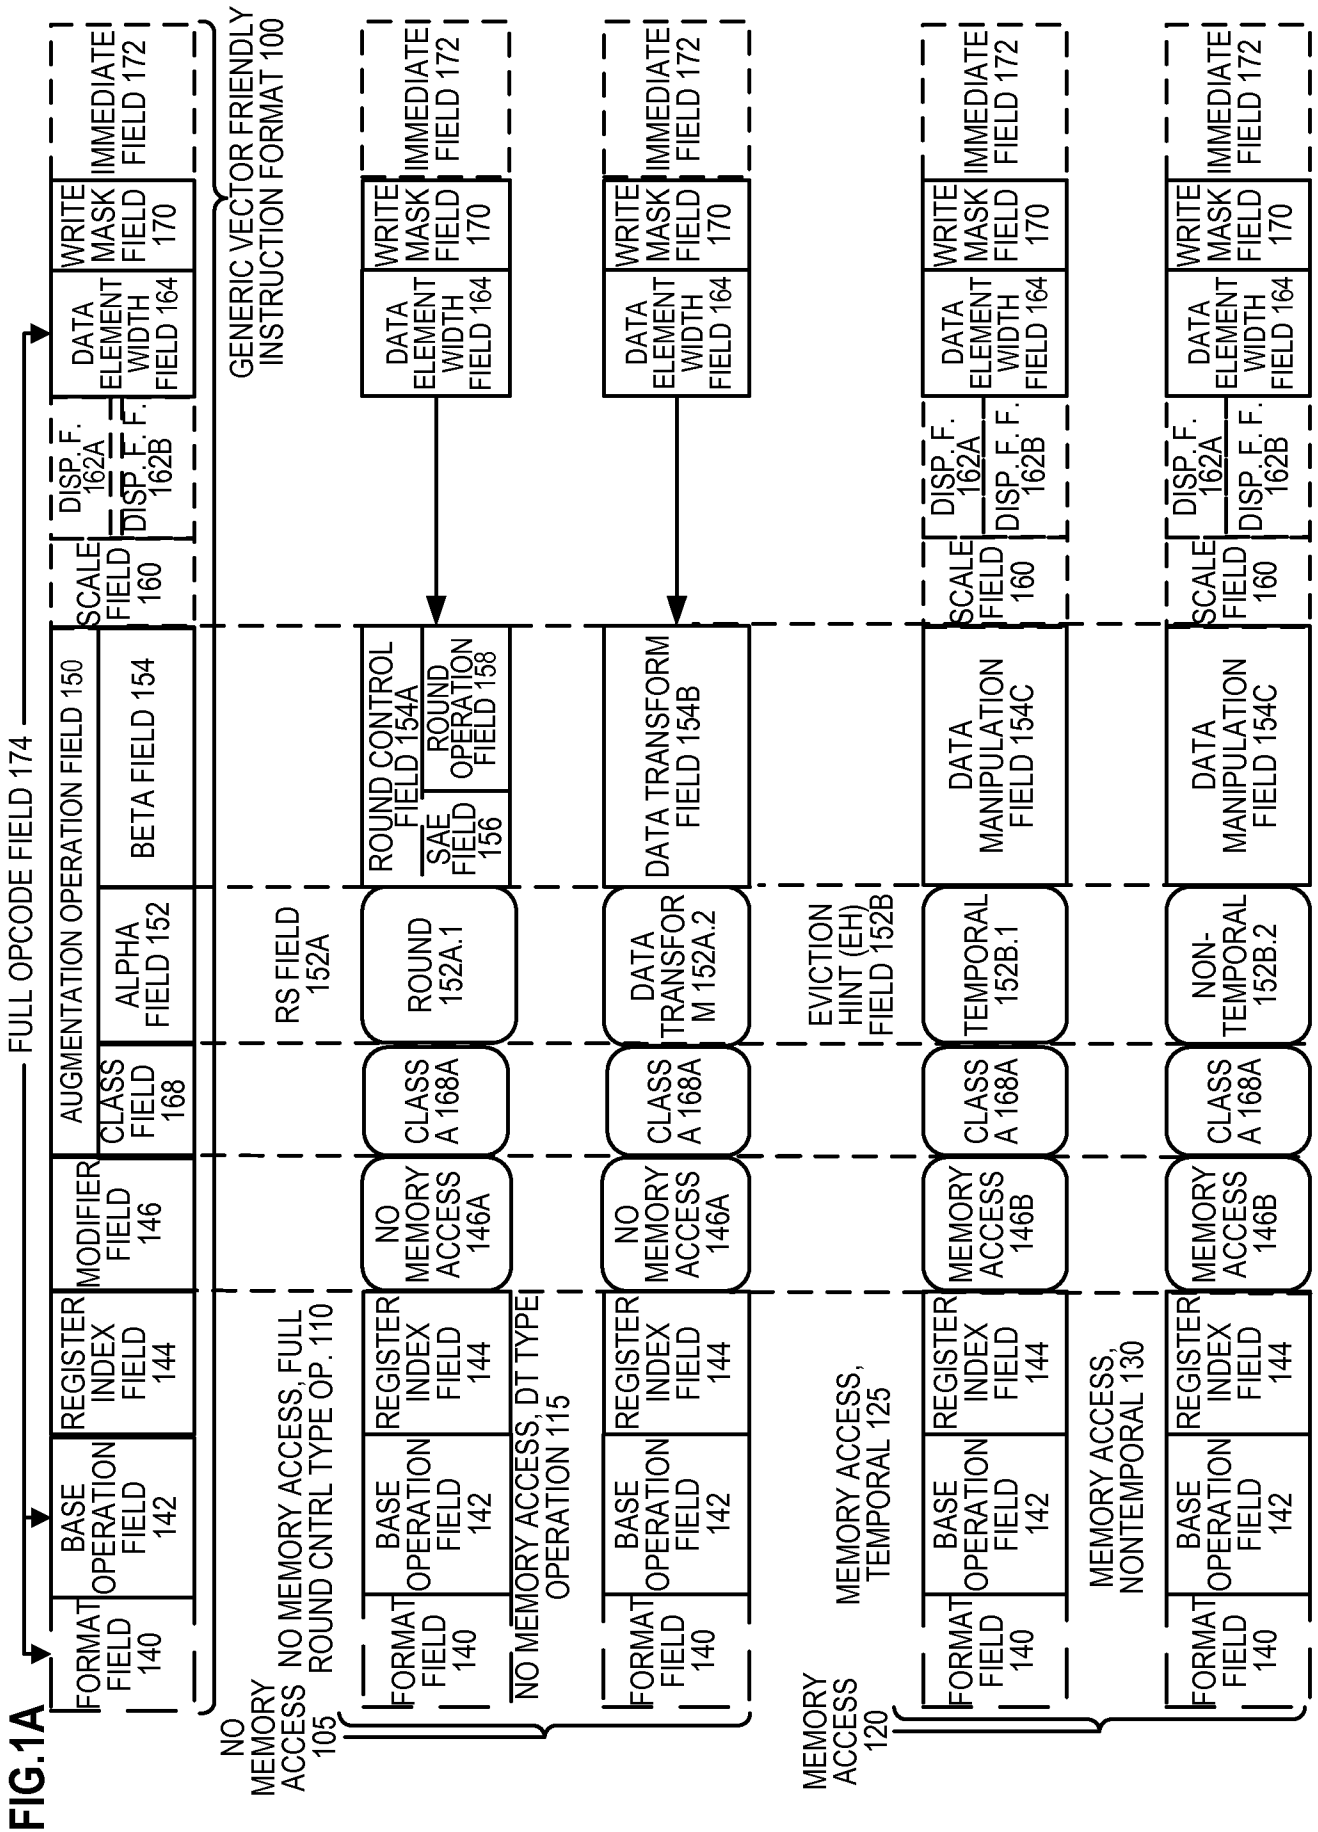 FIG.1A
FULL OPCODE FIELD 174
FORMAT
FIELD
140
BASE
OPERATION
FIELD
142
REGISTER
INDEX
FIELD
144
MODIFIER
FIELD
146
AUGMENTATION OPERATION FIELD 150
CLASS
FIELD
168
ALPHA
FIELD 152
BETA FIELD 154
SCALE
FIELD
160
DISP. F.
162A
DISP. F. F.
162B
DATA
ELEMENT
WIDTH
FIELD 164
WRITE
MASK
FIELD
170
IMMEDIATE
FIELD 172
GENERIC VECTOR FRIENDLY
INSTRUCTION FORMAT 100
NO
MEMORY
ACCESS
105
NO MEMORY ACCESS, FULL
ROUND CNTRL TYPE OP. 110
RS FIELD
152A
FORMAT
FIELD
140
BASE
OPERATION
FIELD
142
REGISTER
INDEX
FIELD
144
NO
MEMORY
ACCESS
146A
CLASS
A 168A
ROUND
152A.1
ROUND CONTROL
FIELD 154A
SAE
FIELD
156
ROUND
OPERATION
FIELD 158
DATA
ELEMENT
WIDTH
FIELD 164
WRITE
MASK
FIELD
170
IMMEDIATE
FIELD 172
NO MEMORY ACCESS, DT TYPE
OPERATION 115
FORMAT
FIELD
140
BASE
OPERATION
FIELD
142
REGISTER
INDEX
FIELD
144
NO
MEMORY
ACCESS
146A
CLASS
A 168A
DATA
TRANSFOR
M 152A.2
DATA TRANSFORM
FIELD 154B
DATA
ELEMENT
WIDTH
FIELD 164
WRITE
MASK
FIELD
170
IMMEDIATE
FIELD 172
MEMORY
ACCESS
120
MEMORY ACCESS,
TEMPORAL 125
EVICTION
HINT (EH)
FIELD 152B
FORMAT
FIELD
140
BASE
OPERATION
FIELD
142
REGISTER
INDEX
FIELD
144
MEMORY
ACCESS
146B
CLASS
A 168A
TEMPORAL
152B.1
DATA
MANIPULATION
FIELD 154C
SCALE
FIELD
160
DISP. F.
162A
DISP. F. F.
162B
DATA
ELEMENT
WIDTH
FIELD 164
WRITE
MASK
FIELD
170
IMMEDIATE
FIELD 172
MEMORY ACCESS,
NONTEMPORAL 130
FORMAT
FIELD
140
BASE
OPERATION
FIELD
142
REGISTER
INDEX
FIELD
144
MEMORY
ACCESS
146B
CLASS
A 168A
NON-
TEMPORAL
152B.2
DATA
MANIPULATION
FIELD 154C
SCALE
FIELD
160
DISP. F.
162A
DISP. F. F.
162B
DATA
ELEMENT
WIDTH
FIELD 164
WRITE
MASK
FIELD
170
IMMEDIATE
FIELD 172